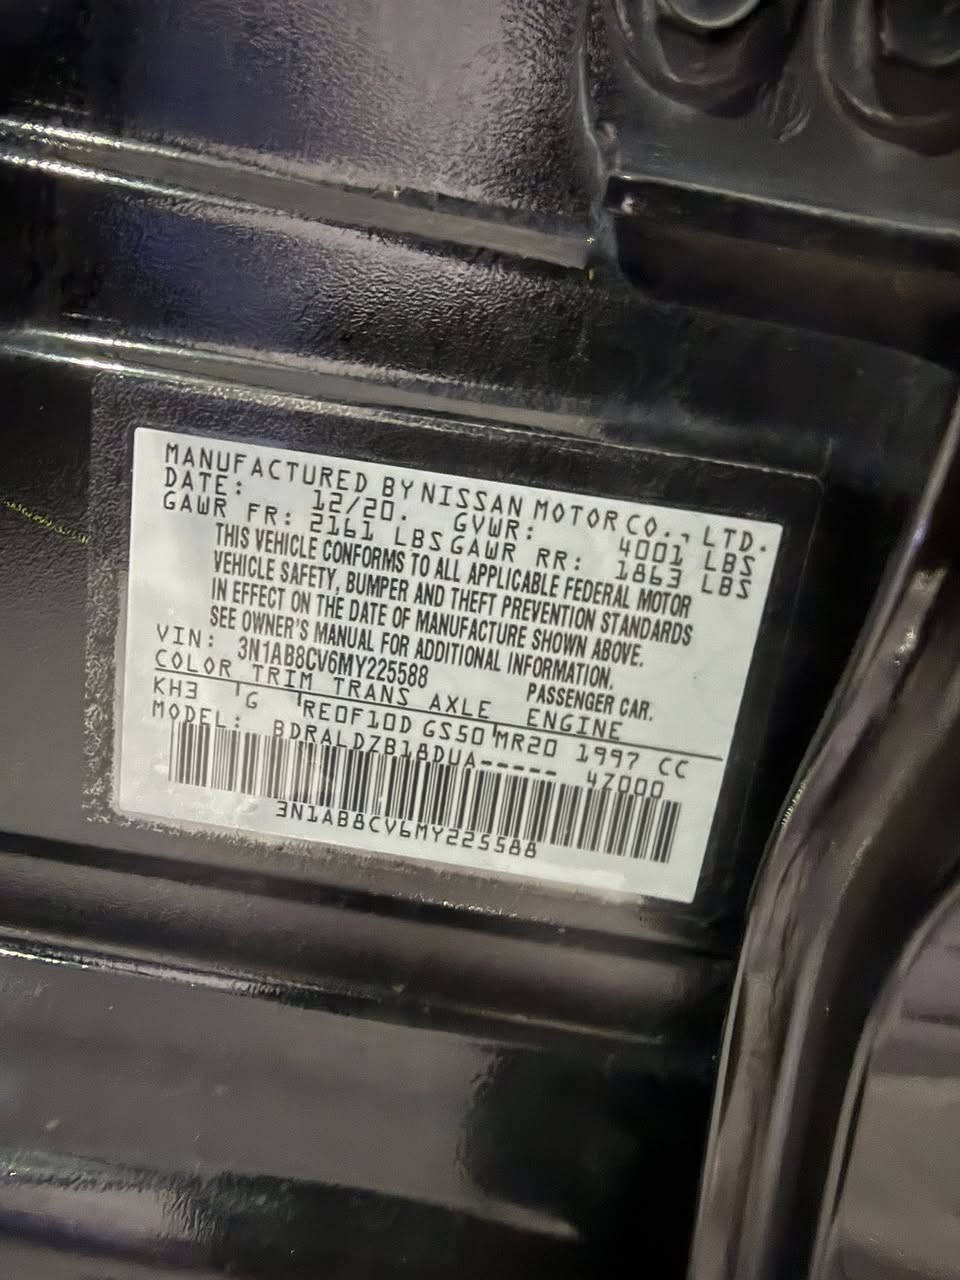 MANUFACTURED BY NISSAN MOTOR CO., LTD.
DATE: 12/20. GVWR: 4001 LBS
GAWR FR: 2161 LBS GAWR RR: 1863 LBS
THIS VEHICLE CONFORMS TO ALL APPLICABLE FEDERAL MOTOR
VEHICLE SAFETY, BUMPER AND THEFT PREVENTION STANDARDS
IN EFFECT ON THE DATE OF MANUFACTURE SHOWN ABOVE.
SEE OWNER'S MANUAL FOR ADDITIONAL INFORMATION.
VIN: 3N1AB8CV6MY225588 PASSENGER CAR.
COLOR TRIM TRANS AXLE ENGINE
KH3 G RE0F10D GS50 MR20 1997 CC
MODEL: BDRALDZB18DUA----- 4Z000
3N1AB8CV6MY225588